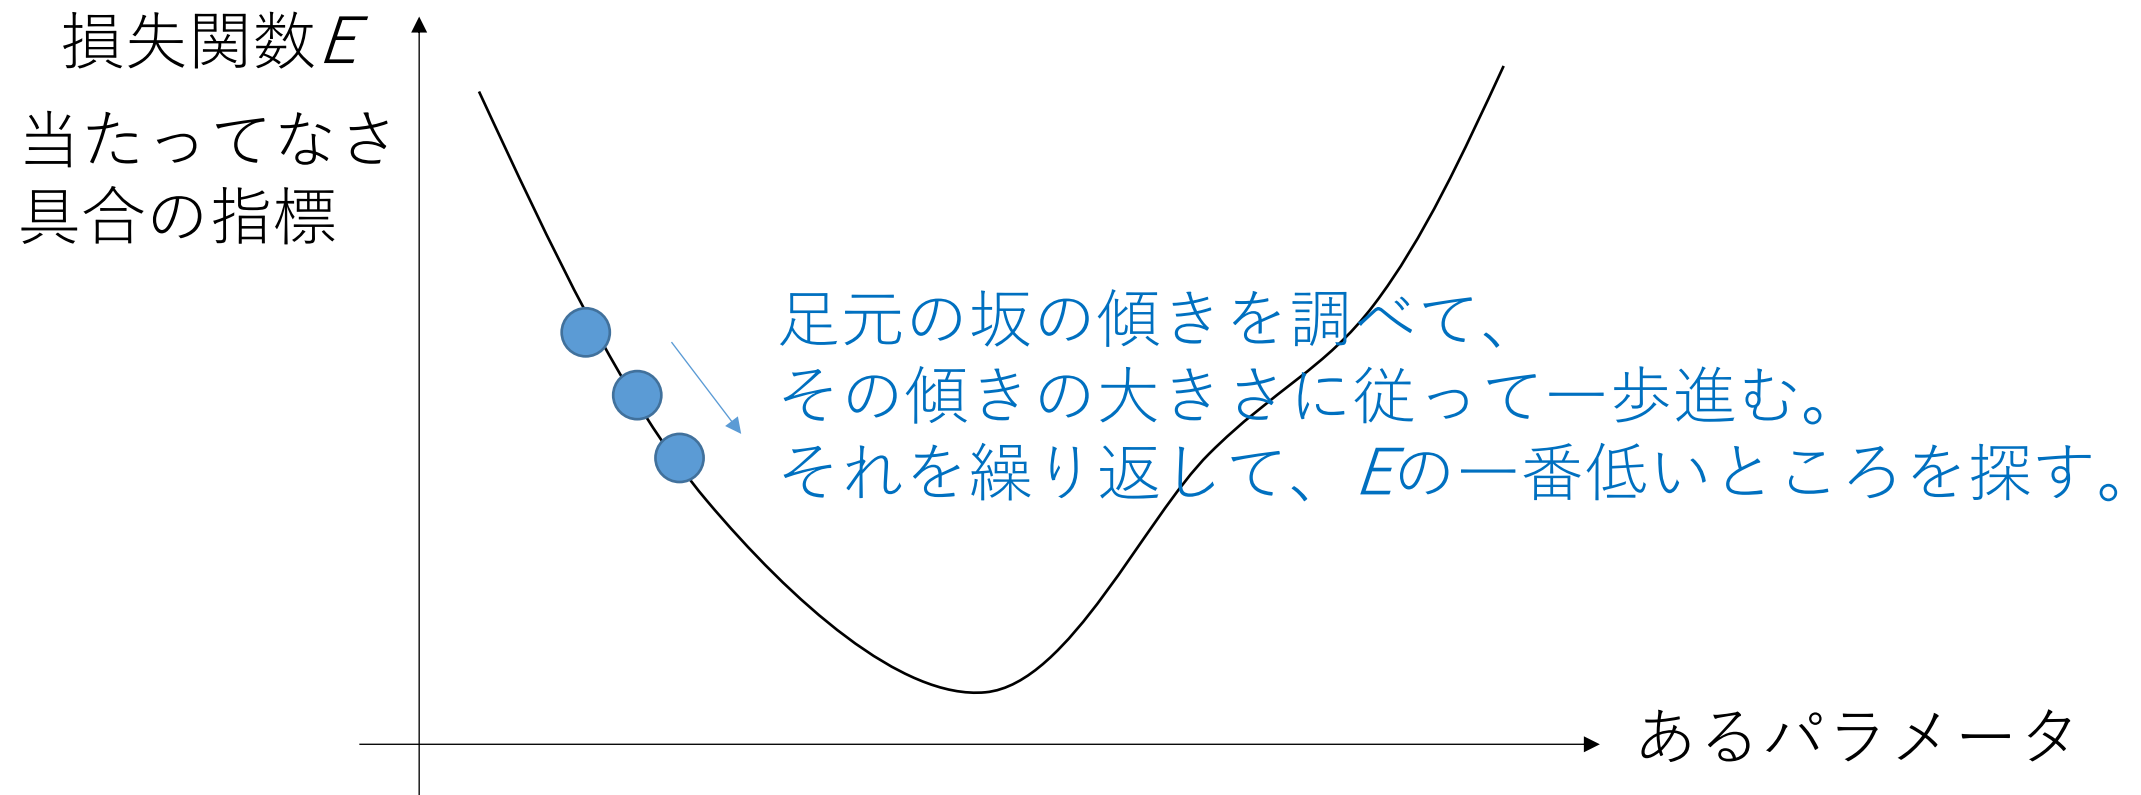 損失関数E
当たってなさ
具合の指標
足元の坂の傾きを調べて、
その傾きの大きさに従って一歩進む。
それを繰り返して、Eの一番低いところを探す。
あるパラメータ